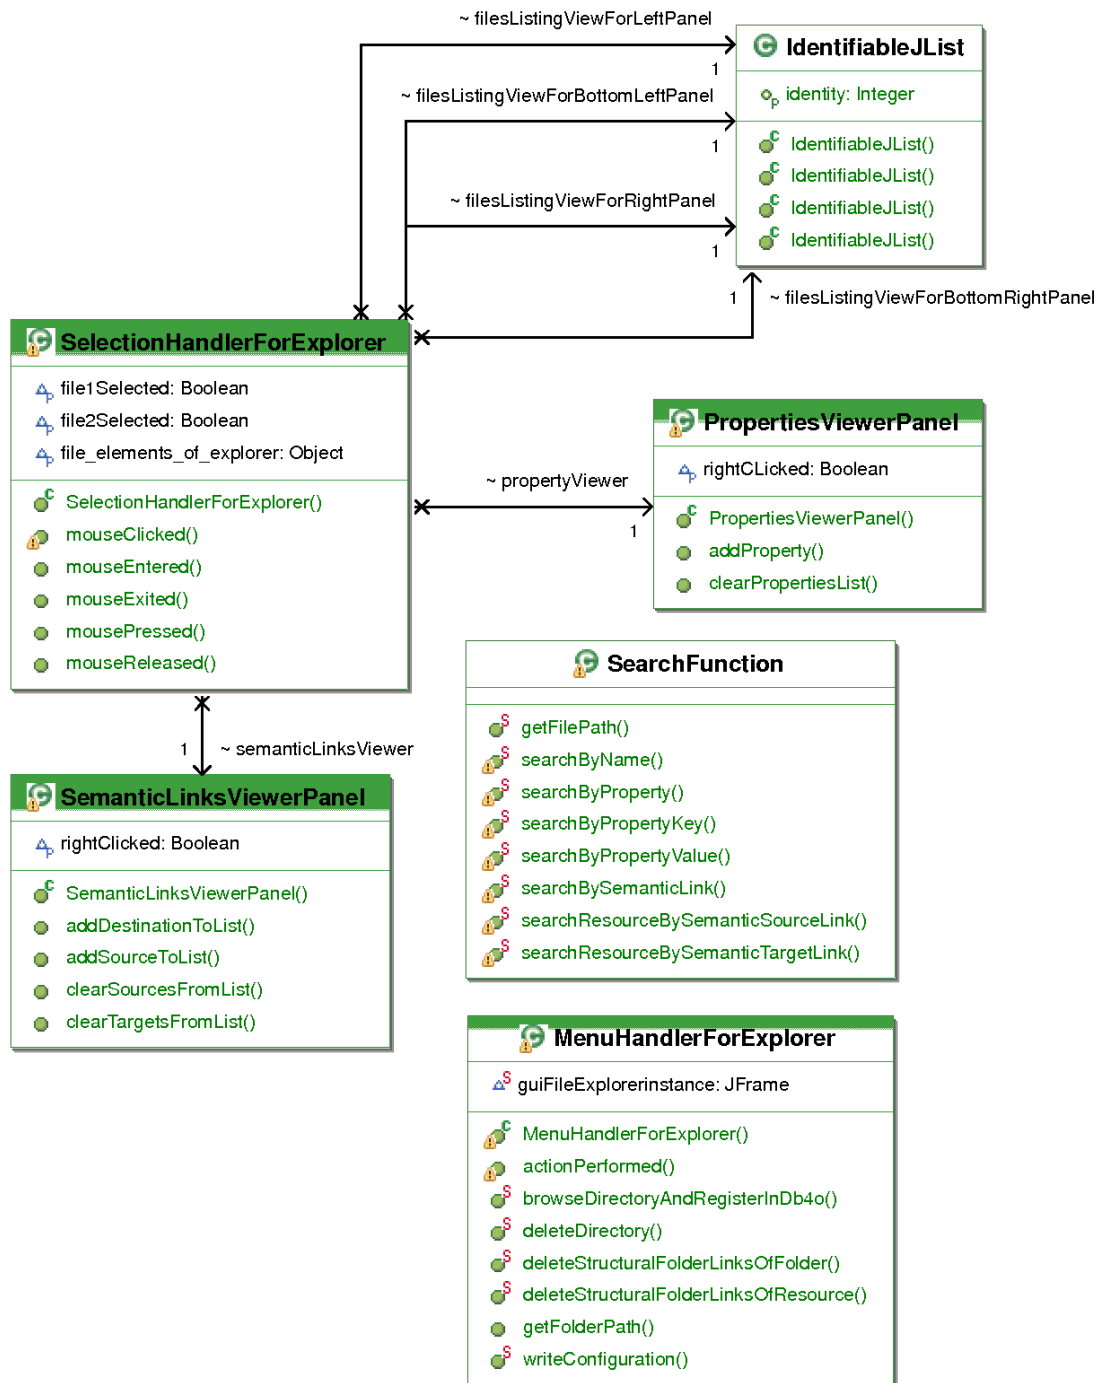 ~ filesListingViewForLeftPanel
1
IdentifiableJList
identity: Integer
IdentifiableJList()
IdentifiableJList()
IdentifiableJList()
IdentifiableJList()
~ filesListingViewForBottomLeftPanel
1
~ filesListingViewForRightPanel
1
1
~ filesListingViewForBottomRightPanel
SelectionHandlerForExplorer
file1Selected: Boolean
file2Selected: Boolean
file_elements_of_explorer: Object
SelectionHandlerForExplorer()
mouseClicked()
mouseEntered()
mouseExited()
mousePressed()
mouseReleased()
~ propertyViewer
1
PropertiesViewerPanel
rightCLicked: Boolean
PropertiesViewerPanel()
addProperty()
clearPropertiesList()
1
~ semanticLinksViewer
SemanticLinksViewerPanel
rightClicked: Boolean
SemanticLinksViewerPanel()
addDestinationToList()
addSourceToList()
clearSourcesFromList()
clearTargetsFromList()
SearchFunction
getFilePath()
searchByName()
searchByProperty()
searchByPropertyKey()
searchByPropertyValue()
searchBySemanticLink()
searchResourceBySemanticSourceLink()
searchResourceBySemanticTargetLink()
MenuHandlerForExplorer
guiFileExplorerinstance: JFrame
MenuHandlerForExplorer()
actionPerformed()
browseDirectoryAndRegisterInDb4o()
deleteDirectory()
deleteStructuralFolderLinksOfFolder()
deleteStructuralFolderLinksOfResource()
getFolderPath()
writeConfiguration()